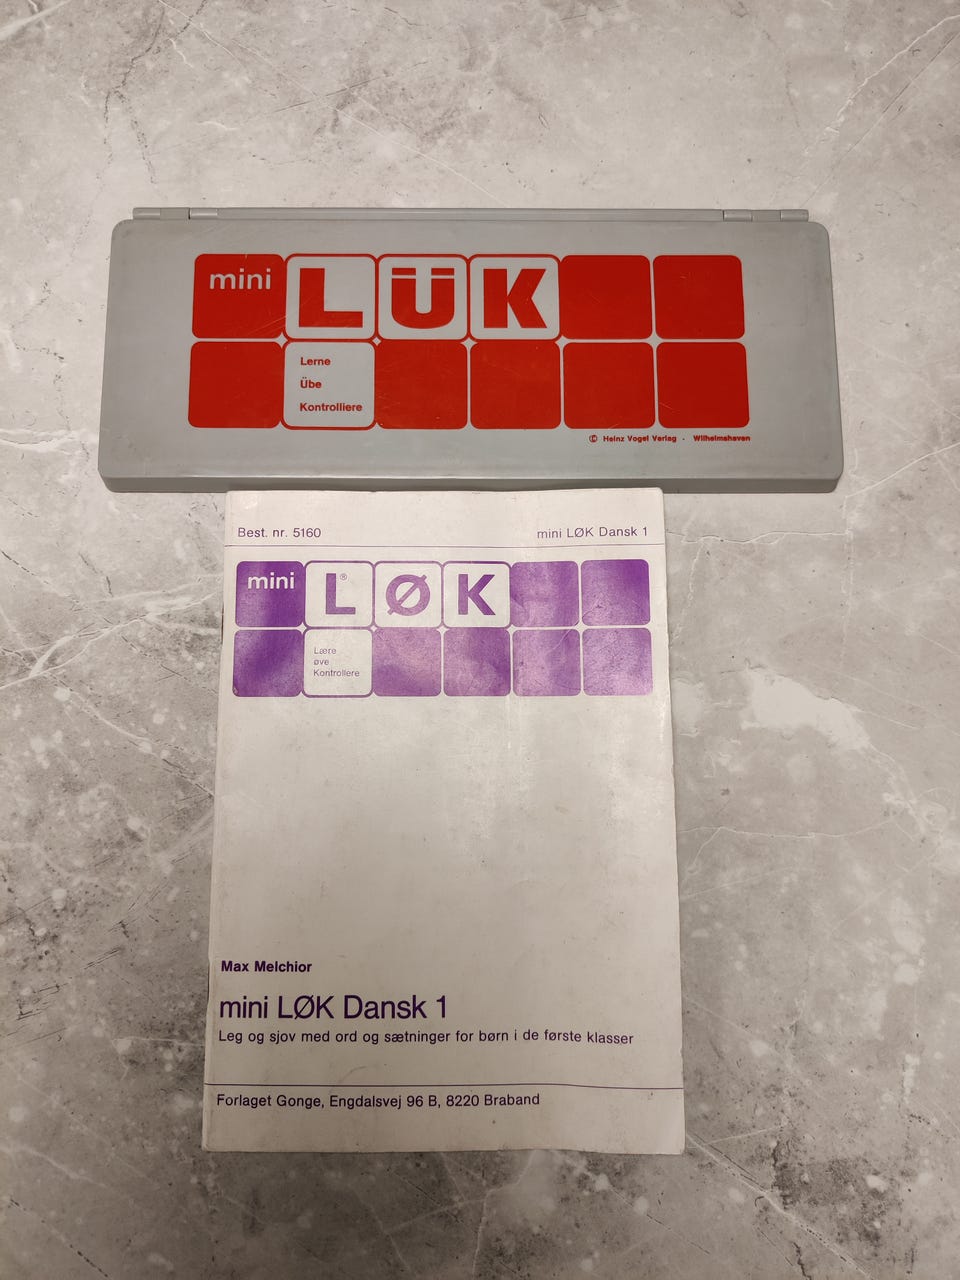 mini LÜK
Lerne
Übe
Kontrolliere
© Heinz Vogel Verlag · Wilhelmshaven
Best. nr. 5160
mini LØK Dansk 1
mini L®ØK
Lære
øve
Kontrollere
Max Melchior
mini LØK Dansk 1
Leg og sjov med ord og sætninger for børn i de første klasser
Forlaget Gonge, Engdalsvej 96 B, 8220 Braband